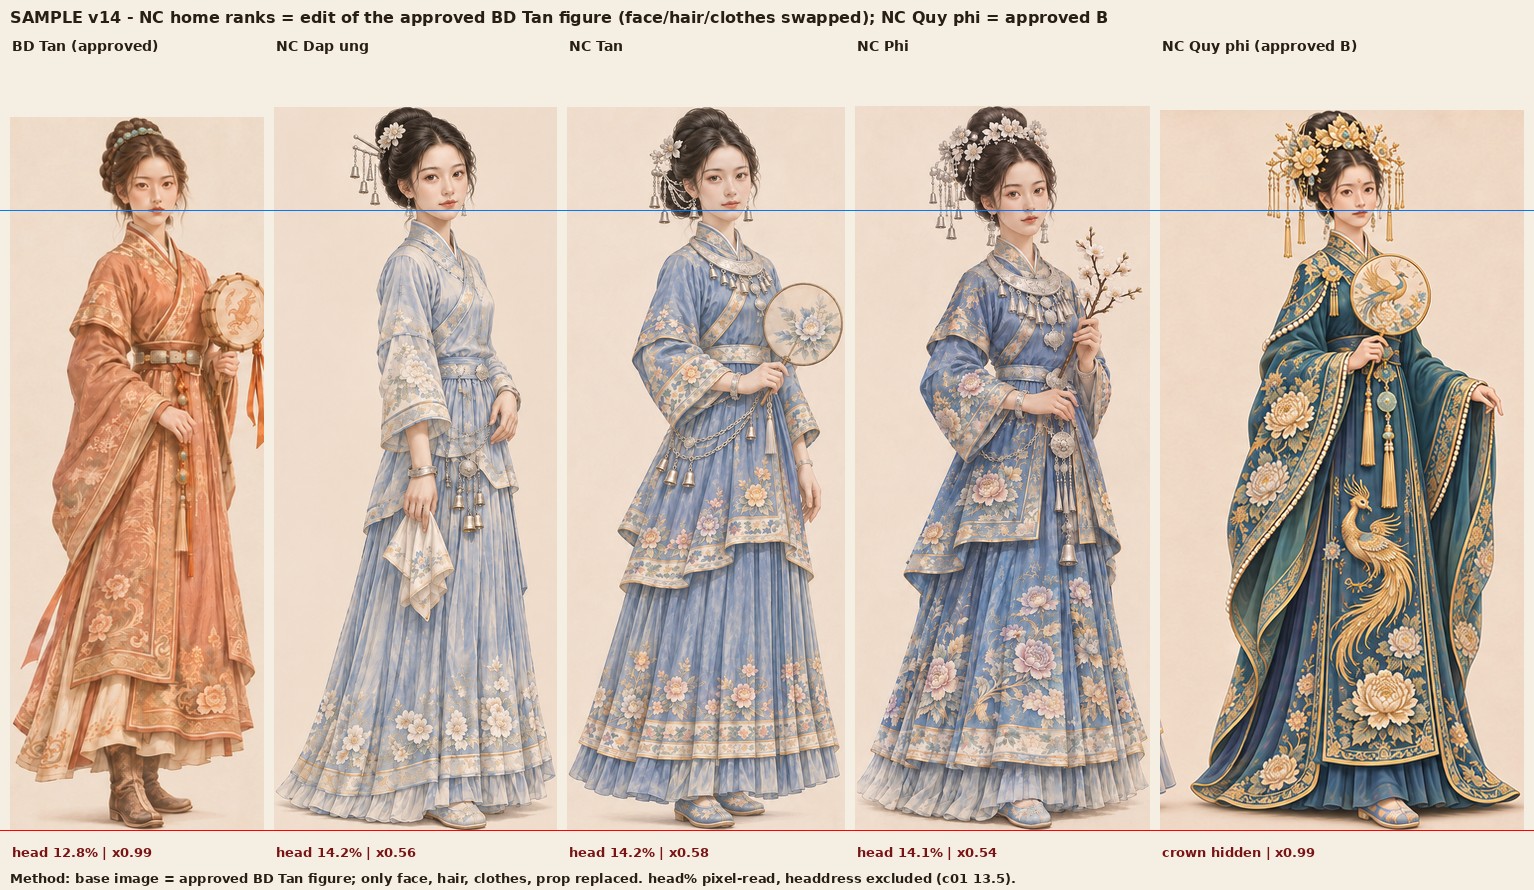 SAMPLE v14 - NC home ranks = edit of the approved BD Tan figure (face/hair/clothes swapped); NC Quy phi = approved B
BD Tan (approved)
NC Dap ung
NC Tan
NC Phi
NC Quy phi (approved B)
head 12.8% | x0.99
head 14.2% | x0.56
head 14.2% | x0.58
head 14.1% | x0.54
crown hidden | x0.99
Method: base image = approved BD Tan figure; only face, hair, clothes, prop replaced. head% pixel-read, headdress excluded (c01 13.5).